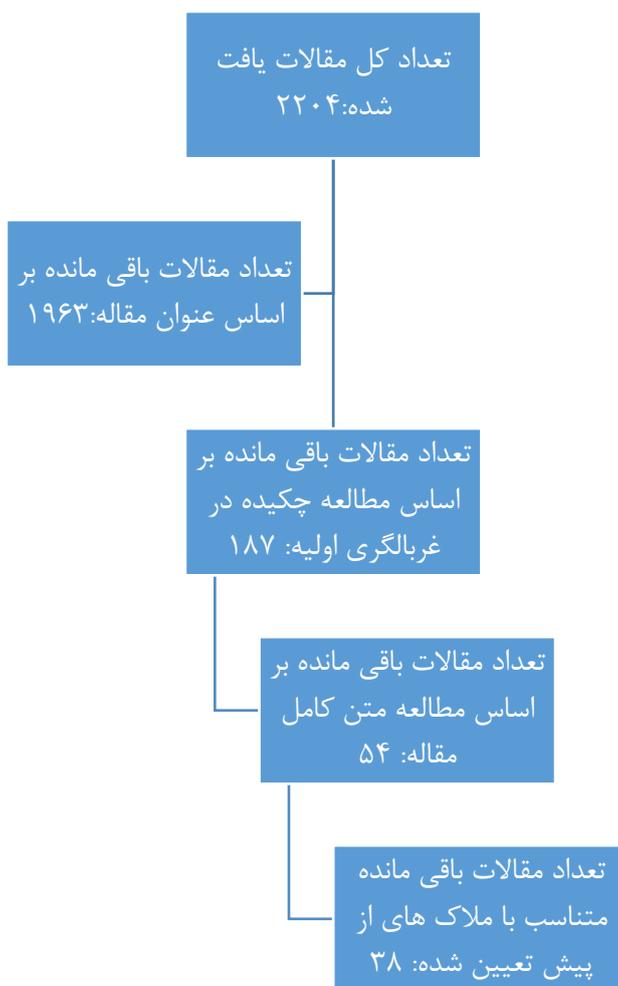 تعداد کل مقالات یافت
شده:۲۲۰۴
تعداد مقالات باقی مانده بر
اساس عنوان مقاله:۱۹۶۳
تعداد مقالات باقی مانده بر
اساس مطالعه چکیده در
غربالگری اولیه: ۱۸۷
تعداد مقالات باقی مانده بر
اساس مطالعه متن کامل
مقاله: ۵۴
تعداد مقالات باقی مانده
متناسب با ملاک های از
پیش تعیین شده: ۳۸